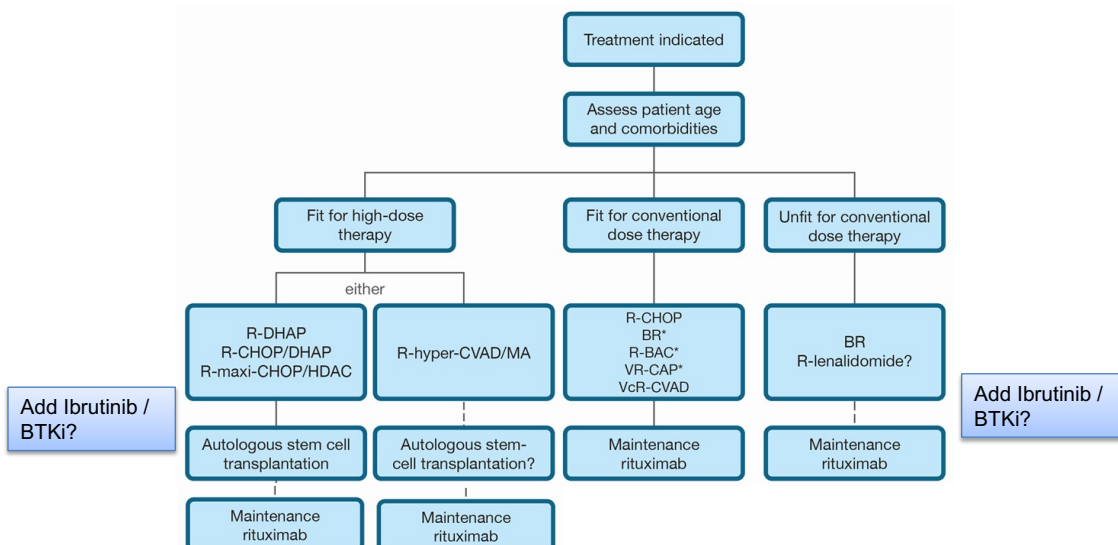 Treatment indicated
Assess patient age
and comorbidities
Fit for high-dose
therapy
Fit for conventional
dose therapy
Unfit for conventional
dose therapy
either
R-DHAP
R-CHOP/DHAP
R-maxi-CHOP/HDAC
R-hyper-CVAD/MA
R-CHOP
BR*
R-BAC*
VR-CAP*
VcR-CVAD
BR
R-lenalidomide?
Add Ibrutinib /
BTKi?
Add Ibrutinib /
BTKi?
Autologous stem cell
transplantation
Autologous stem-
cell transplantation?
Maintenance
rituximab
Maintenance
rituximab
Maintenance
rituximab
Maintenance
rituximab